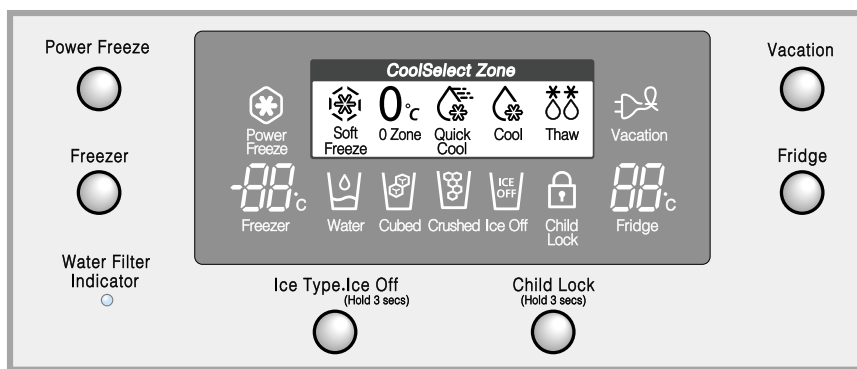 Power Freeze
Vacation
CoolSelect Zone
0°C
Soft Freeze
0 Zone
Quick Cool
Cool
Thaw
Power Freeze
Vacation
Freezer
Fridge
-88°C
ICE OFF
88°C
Freezer
Water
Cubed
Crushed
Ice Off
Child Lock
Fridge
Water Filter
Indicator
Ice Type.Ice Off
(Hold 3 secs)
Child Lock
(Hold 3 secs)